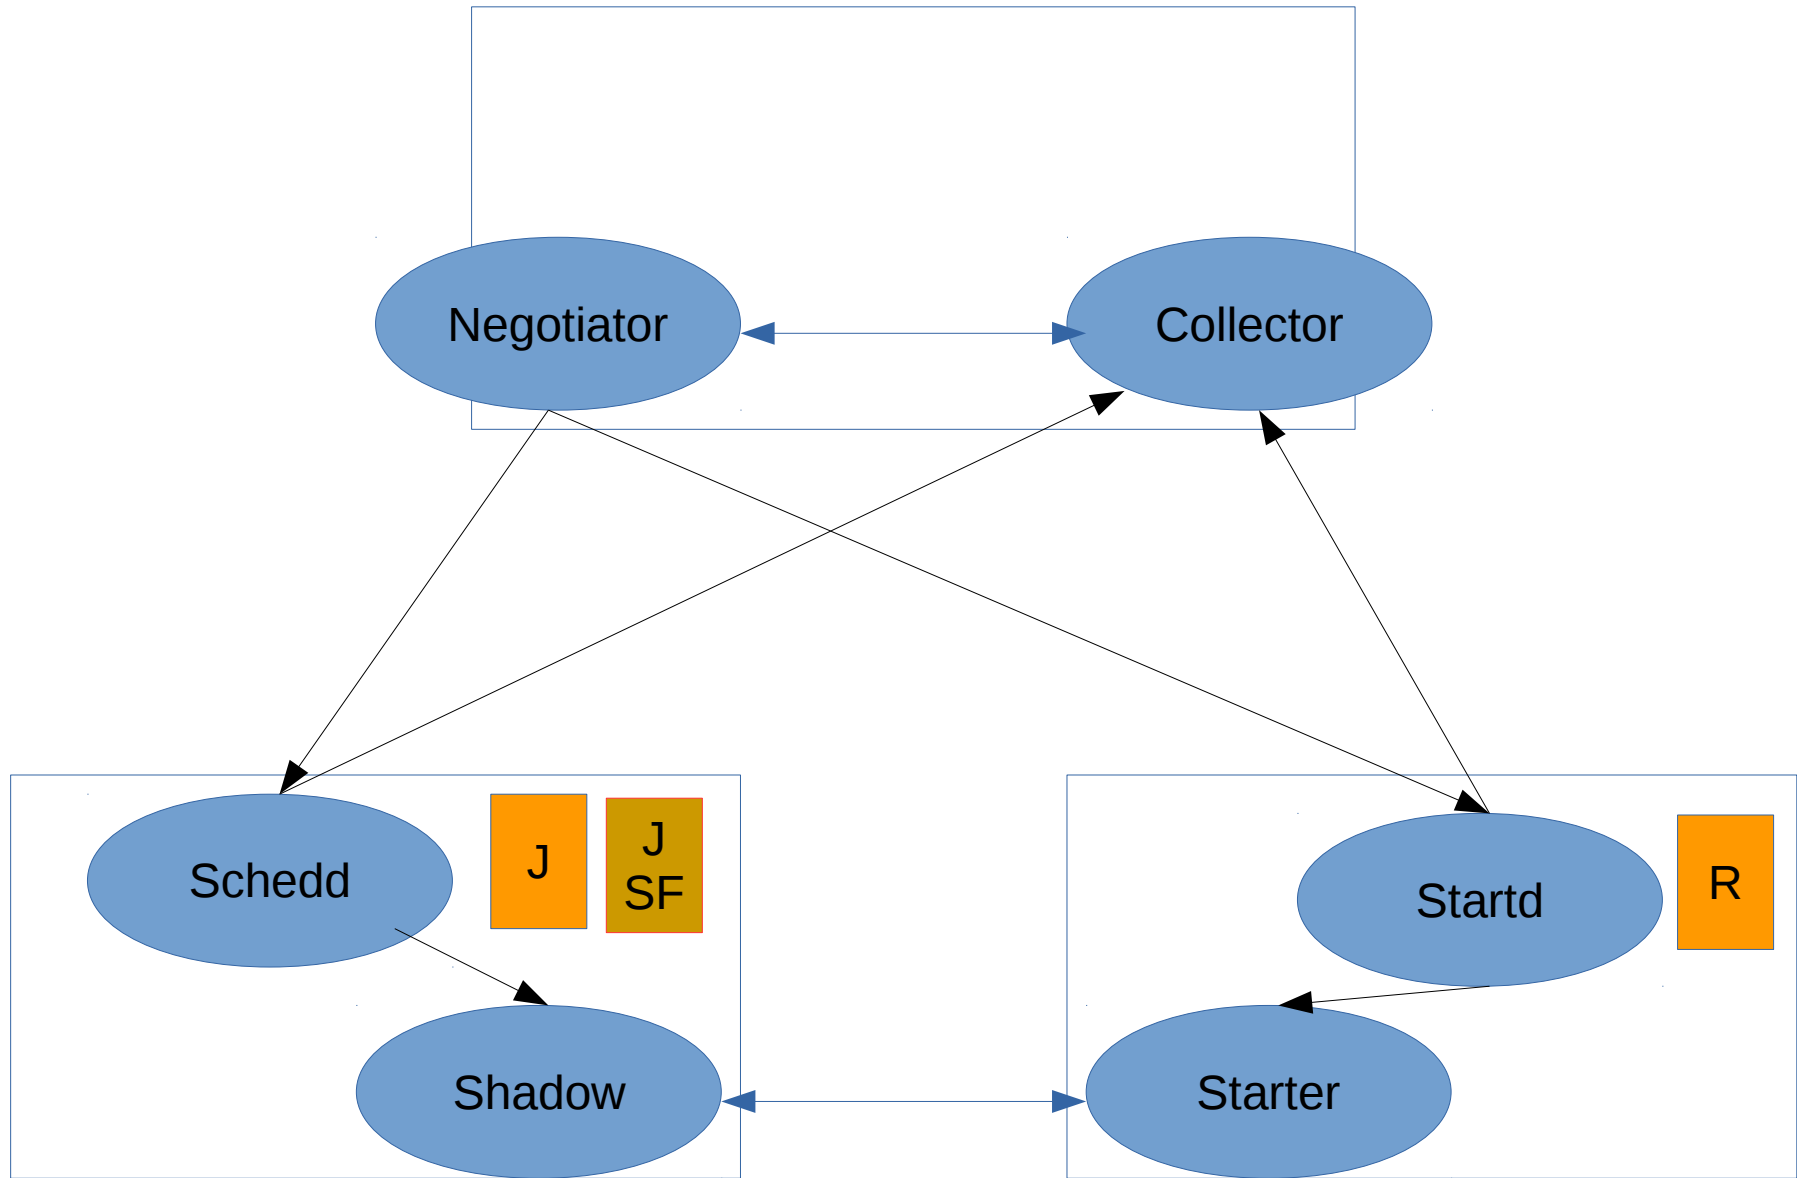 Negotiator
Collector
Schedd
J
J
SF
Startd
R
Shadow
Starter